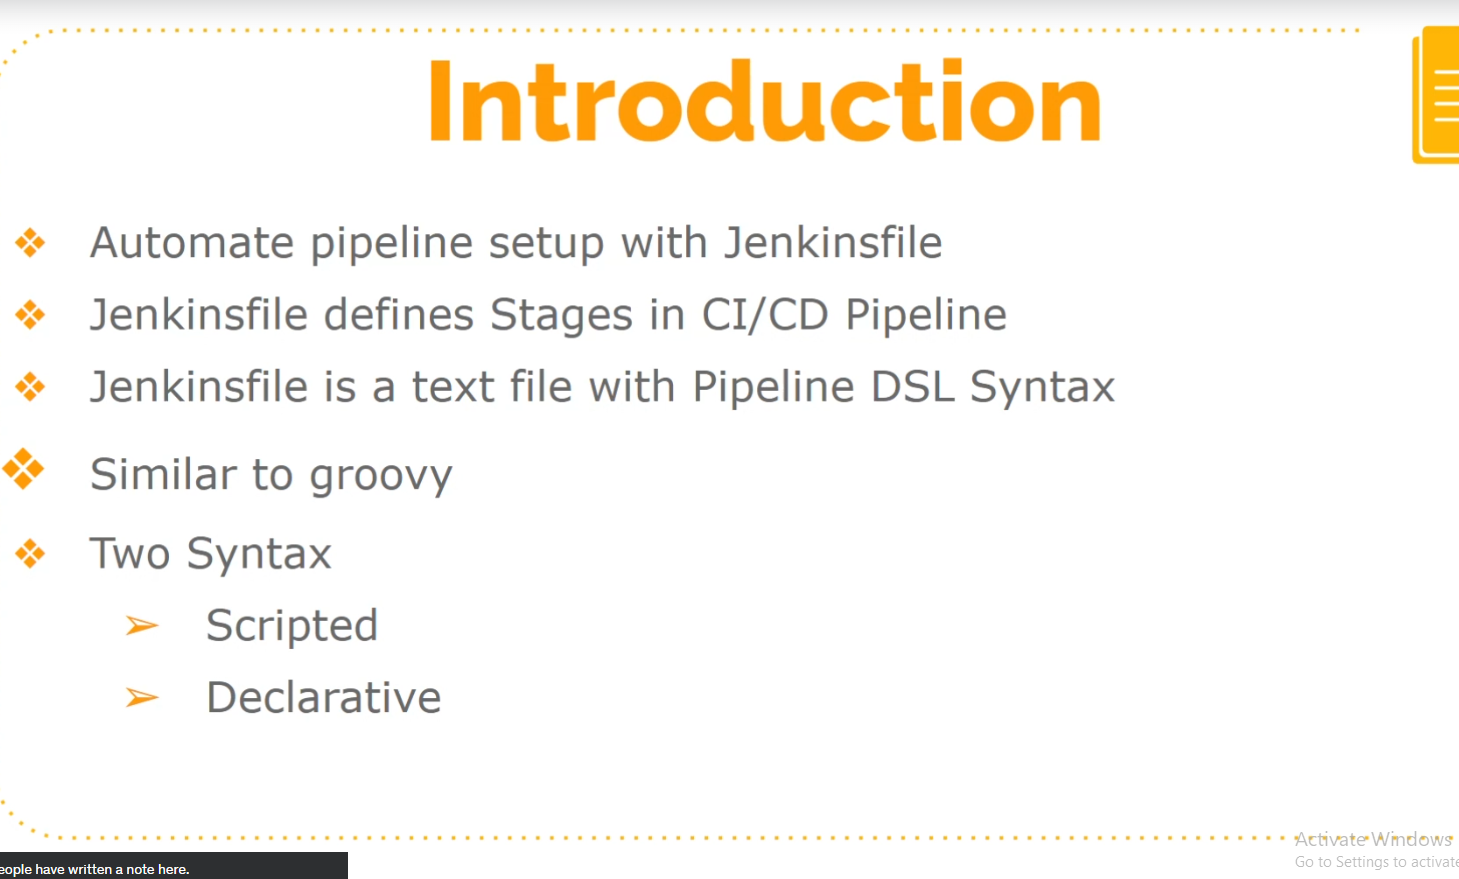 Introduction
Automate pipeline setup with Jenkinsfile
Jenkinsfile defines Stages in CI/CD Pipeline
Jenkinsfile is a text file with Pipeline DSL Syntax
Similar to groovy
Two Syntax
Scripted
Declarative
Activate Windows
Go to Settings to activate
eople have written a note here.